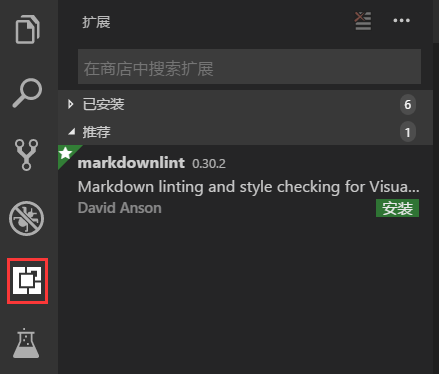 扩展
在商店中搜索扩展
已安装 6
推荐 1
markdownlint 0.30.2
Markdown linting and style checking for Visua...
David Anson 安装